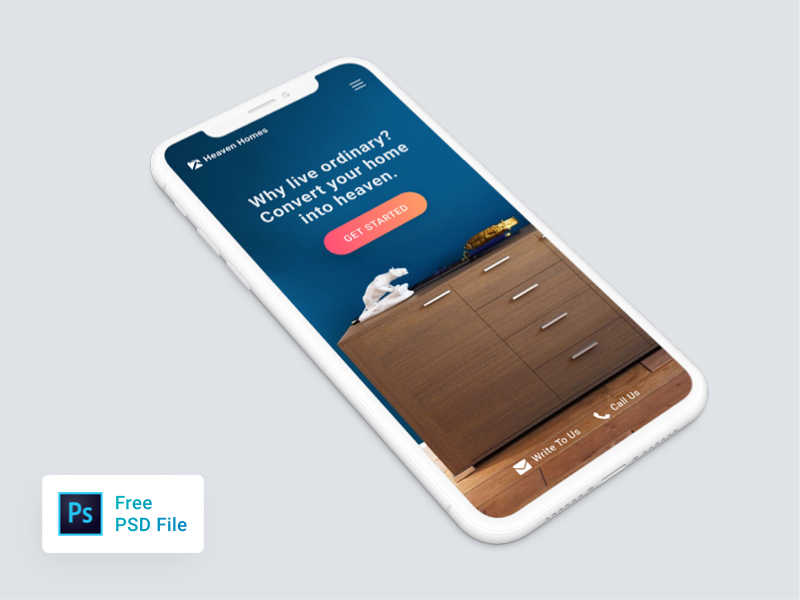 Heaven Homes
Why live ordinary?
Convert your home
into heaven.
GET STARTED
Write To Us
Call Us
Ps
Free
PSD File